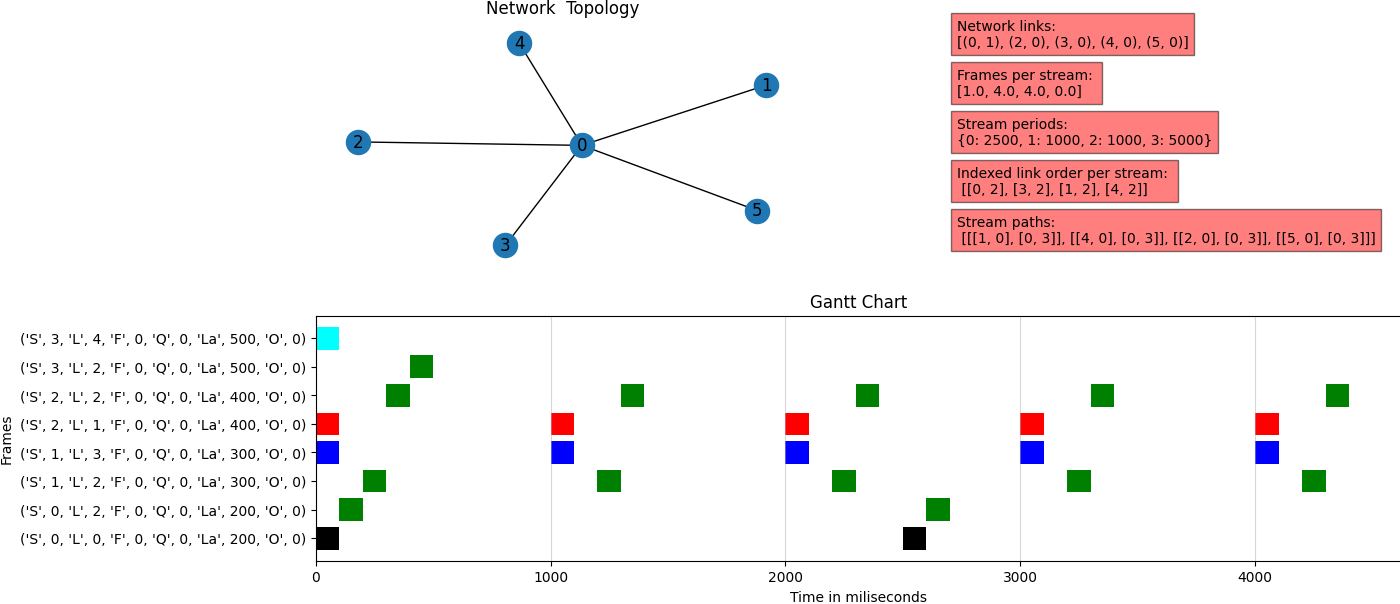 Network  Topology
4
1
2
0
5
3
Network links:
[(0, 1), (2, 0), (3, 0), (4, 0), (5, 0)]
Frames per stream:
[1.0, 4.0, 4.0, 0.0]
Stream periods:
{0: 2500, 1: 1000, 2: 1000, 3: 5000}
Indexed link order per stream:
[[0, 2], [3, 2], [1, 2], [4, 2]]
Stream paths:
[[[1, 0], [0, 3]], [[4, 0], [0, 3]], [[2, 0], [0, 3]], [[5, 0], [0, 3]]]
Gantt Chart
Frames
('S', 3, 'L', 4, 'F', 0, 'Q', 0, 'La', 500, 'O', 0)
('S', 3, 'L', 2, 'F', 0, 'Q', 0, 'La', 500, 'O', 0)
('S', 2, 'L', 2, 'F', 0, 'Q', 0, 'La', 400, 'O', 0)
('S', 2, 'L', 1, 'F', 0, 'Q', 0, 'La', 400, 'O', 0)
('S', 1, 'L', 3, 'F', 0, 'Q', 0, 'La', 300, 'O', 0)
('S', 1, 'L', 2, 'F', 0, 'Q', 0, 'La', 300, 'O', 0)
('S', 0, 'L', 2, 'F', 0, 'Q', 0, 'La', 200, 'O', 0)
('S', 0, 'L', 0, 'F', 0, 'Q', 0, 'La', 200, 'O', 0)
0 1000 2000 3000 4000
Time in miliseconds